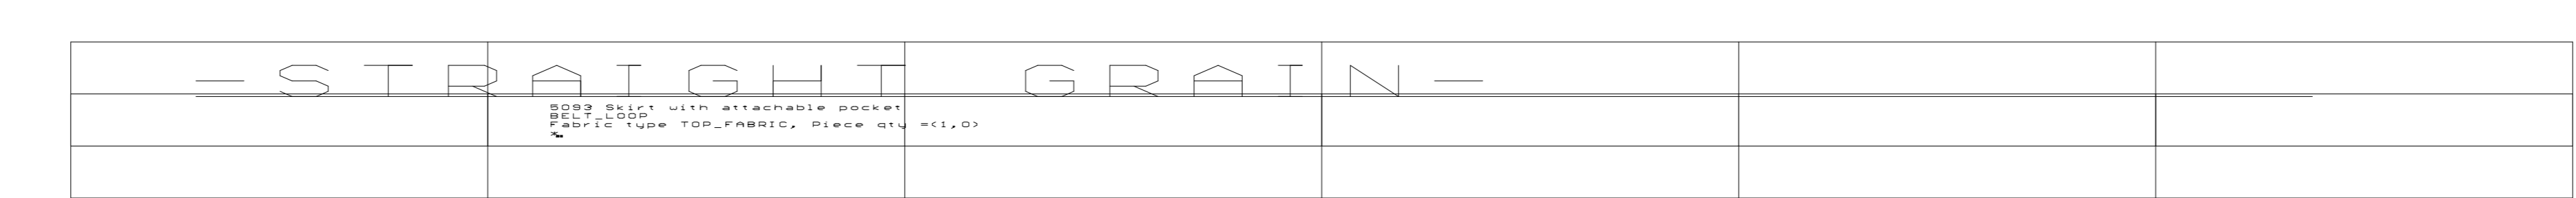 -STRAIGHT GRAIN-
5093 Skirt with attachable pocket
BELT_LOOP
Fabric type TOP_FABRIC, Piece qty =(1,0)